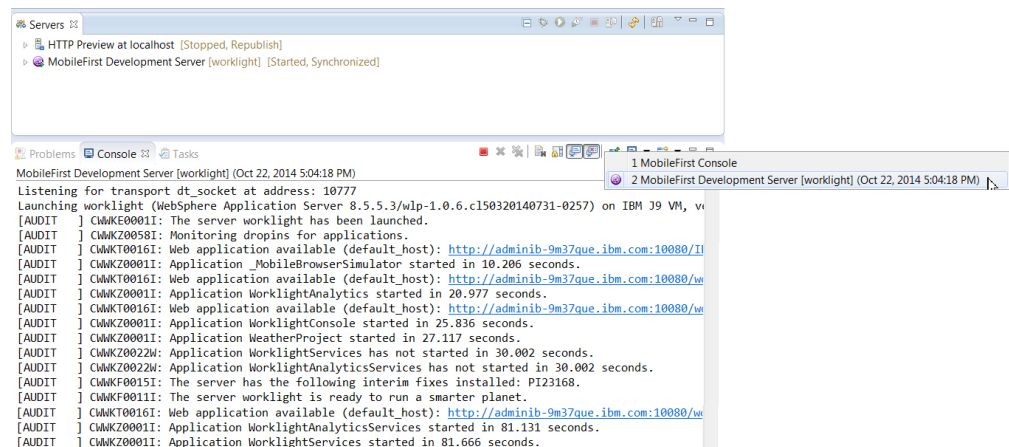 Servers
HTTP Preview at localhost [Stopped, Republish]
MobileFirst Development Server [worklight] [Started, Synchronized]
Problems Console Tasks
1 MobileFirst Console
2 MobileFirst Development Server [worklight] (Oct 22, 2014 5:04:18 PM)
MobileFirst Development Server [worklight] (Oct 22, 2014 5:04:18 PM)
Listening for transport dt_socket at address: 10777
Launching worklight (WebSphere Application Server 8.5.5.3/wlp-1.0.6.cl50320140731-0257) on IBM J9 VM, ve
[AUDIT   ] CWWKE0001I: The server worklight has been launched.
[AUDIT   ] CWWKZ0058I: Monitoring dropins for applications.
[AUDIT   ] CWWKT0016I: Web application available (default_host): http://adminib-9m37que.ibm.com:10080/IB
[AUDIT   ] CWWKZ0001I: Application _MobileBrowserSimulator started in 10.206 seconds.
[AUDIT   ] CWWKT0016I: Web application available (default_host): http://adminib-9m37que.ibm.com:10080/wo
[AUDIT   ] CWWKZ0001I: Application WorklightAnalytics started in 20.977 seconds.
[AUDIT   ] CWWKT0016I: Web application available (default_host): http://adminib-9m37que.ibm.com:10080/wo
[AUDIT   ] CWWKZ0001I: Application WorklightConsole started in 25.836 seconds.
[AUDIT   ] CWWKZ0001I: Application WeatherProject started in 27.117 seconds.
[AUDIT   ] CWWKZ0022W: Application WorklightServices has not started in 30.002 seconds.
[AUDIT   ] CWWKZ0022W: Application WorklightAnalyticsServices has not started in 30.002 seconds.
[AUDIT   ] CWWKF0015I: The server has the following interim fixes installed: PI23168.
[AUDIT   ] CWWKF0011I: The server worklight is ready to run a smarter planet.
[AUDIT   ] CWWKT0016I: Web application available (default_host): http://adminib-9m37que.ibm.com:10080/wo
[AUDIT   ] CWWKZ0001I: Application WorklightAnalyticsServices started in 81.131 seconds.
[AUDIT   ] CWWKZ0001I: Application WorklightServices started in 81.666 seconds.